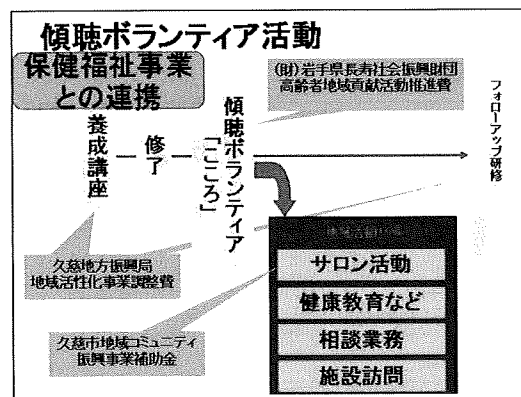 傾聴ボランティア活動
保健福祉事業
との連携
(財)岩手県長寿社会振興財団
高齢者地域貢献活動推進費
養成講座
修了
傾聴ボランティア
「こころ」
フォローアップ研修
久慈地方振興局
地域活性化事業調整費
久慈市地域コミュニティ
振興事業補助金
サロン活動
健康教育など
相談業務
施設訪問